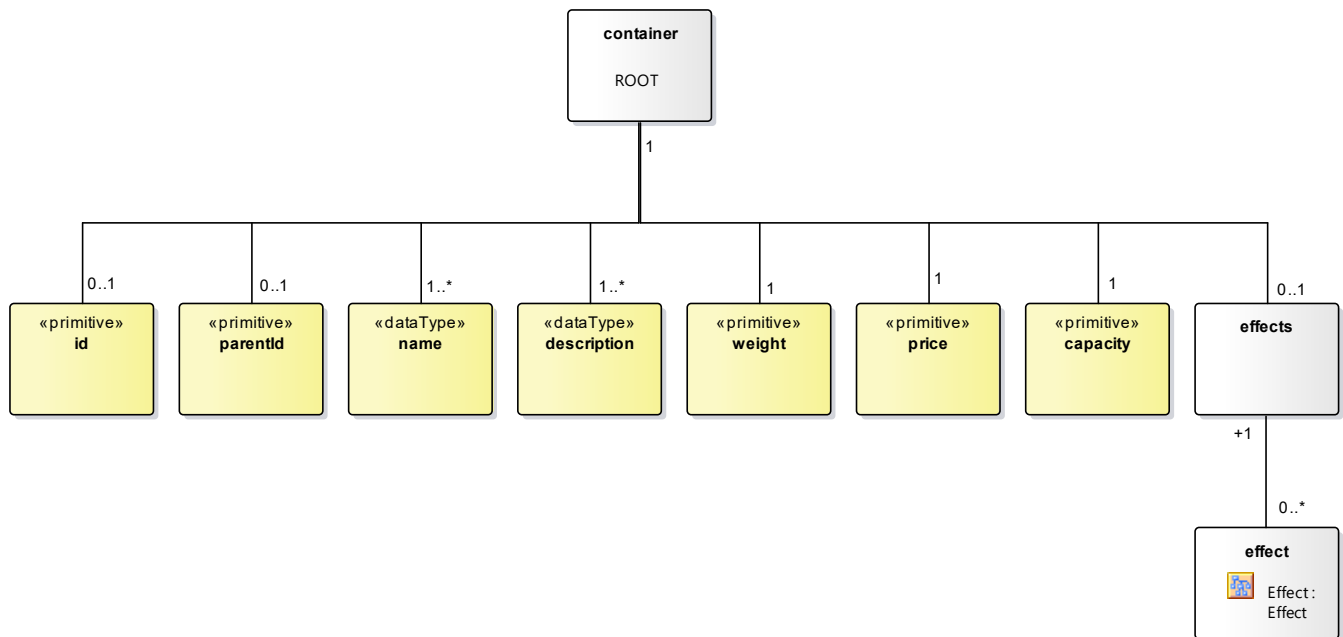 container
ROOT
1
0..1
0..1
1..*
1..*
1
1
1
0..1
«primitive»
id
«primitive»
parentId
«dataType»
name
«dataType»
description
«primitive»
weight
«primitive»
price
«primitive»
capacity
effects
+1
0..*
effect
Effect :
Effect